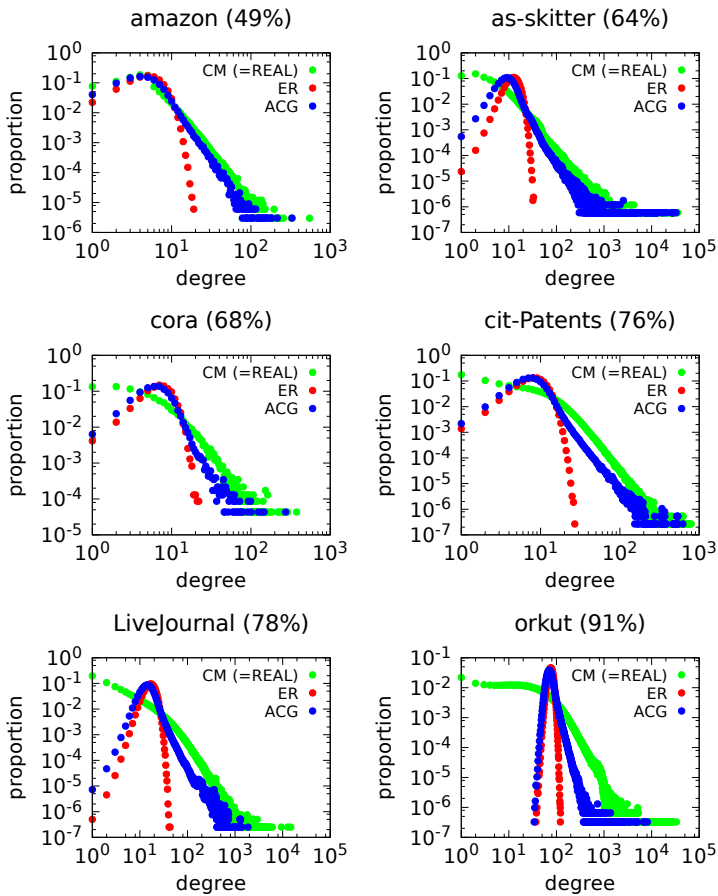 amazon (49%)
10^0
10^-1
10^-2
10^-3
10^-4
10^-5
10^-6
proportion
CM (=REAL)
ER
ACG
10^0 10^1 10^2 10^3
degree
as-skitter (64%)
10^0
10^-1
10^-2
10^-3
10^-4
10^-5
10^-6
10^-7
proportion
CM (=REAL)
ER
ACG
10^0 10^1 10^2 10^3 10^4 10^5
degree
cora (68%)
10^0
10^-1
10^-2
10^-3
10^-4
10^-5
proportion
CM (=REAL)
ER
ACG
10^0 10^1 10^2 10^3
degree
cit-Patents (76%)
10^0
10^-1
10^-2
10^-3
10^-4
10^-5
10^-6
10^-7
proportion
CM (=REAL)
ER
ACG
10^0 10^1 10^2 10^3
degree
LiveJournal (78%)
10^0
10^-1
10^-2
10^-3
10^-4
10^-5
10^-6
10^-7
proportion
CM (=REAL)
ER
ACG
10^0 10^1 10^2 10^3 10^4 10^5
degree
orkut (91%)
10^-1
10^-2
10^-3
10^-4
10^-5
10^-6
10^-7
proportion
CM (=REAL)
ER
ACG
10^0 10^1 10^2 10^3 10^4 10^5
degree